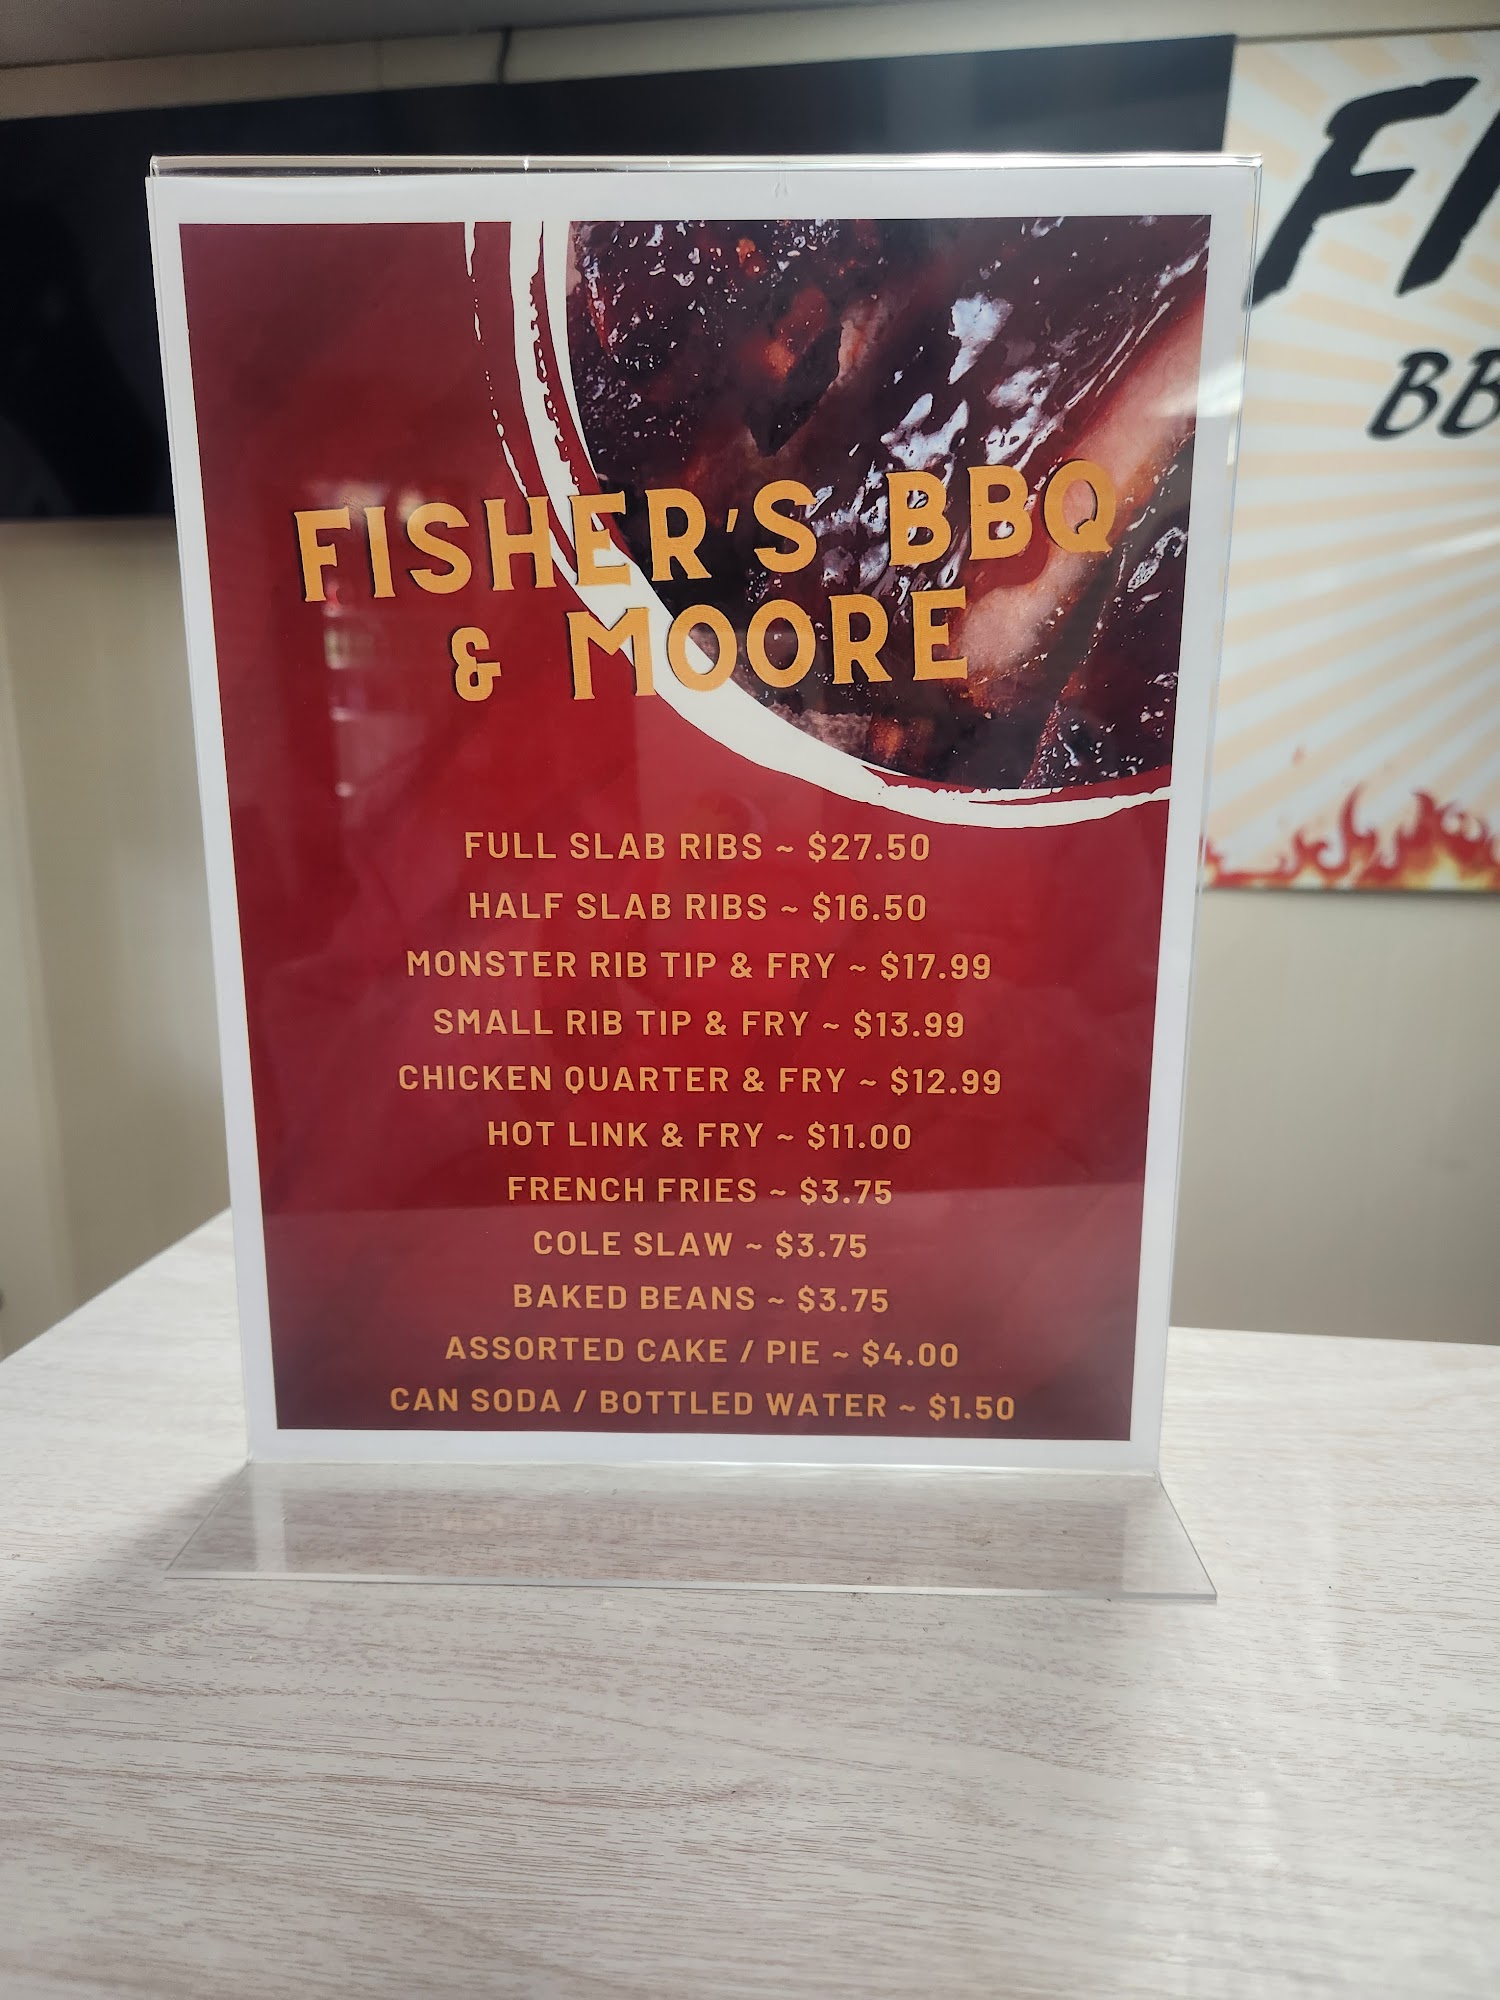 FISHER'S BBQ
& MOORE
FULL SLAB RIBS ~ $27.50
HALF SLAB RIBS ~ $16.50
MONSTER RIB TIP & FRY ~ $17.99
SMALL RIB TIP & FRY ~ $13.99
CHICKEN QUARTER & FRY ~ $12.99
HOT LINK & FRY ~ $11.00
FRENCH FRIES ~ $3.75
COLE SLAW ~ $3.75
BAKED BEANS ~ $3.75
ASSORTED CAKE / PIE ~ $4.00
CAN SODA / BOTTLED WATER ~ $1.50
FI
BB